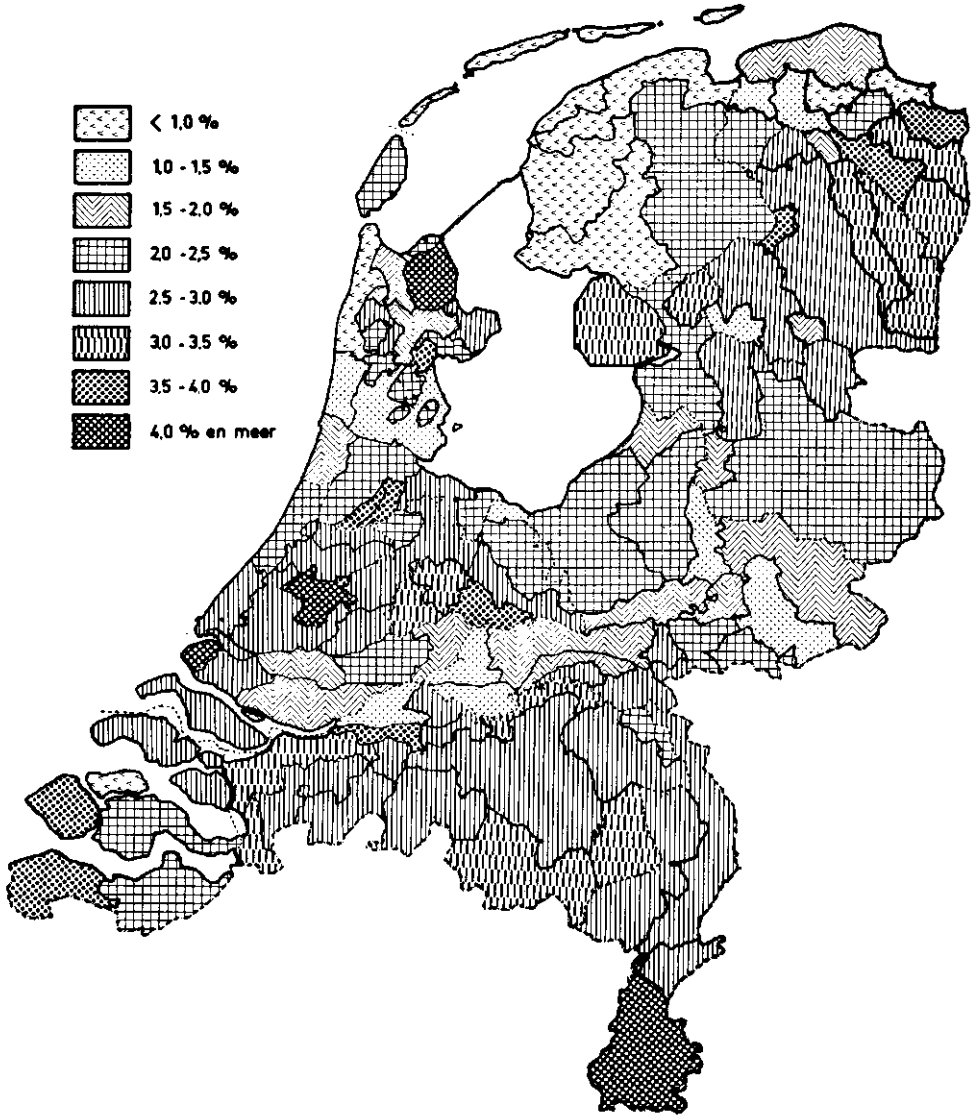 < 1,0 ‰
1,0 - 1,5 ‰
1,5 - 2,0 ‰
2,0 - 2,5 ‰
2.5 - 3.0 ‰
3,0 - 3.5 ‰
3,5 - 4,0 ‰
4,0 ‰ en meer